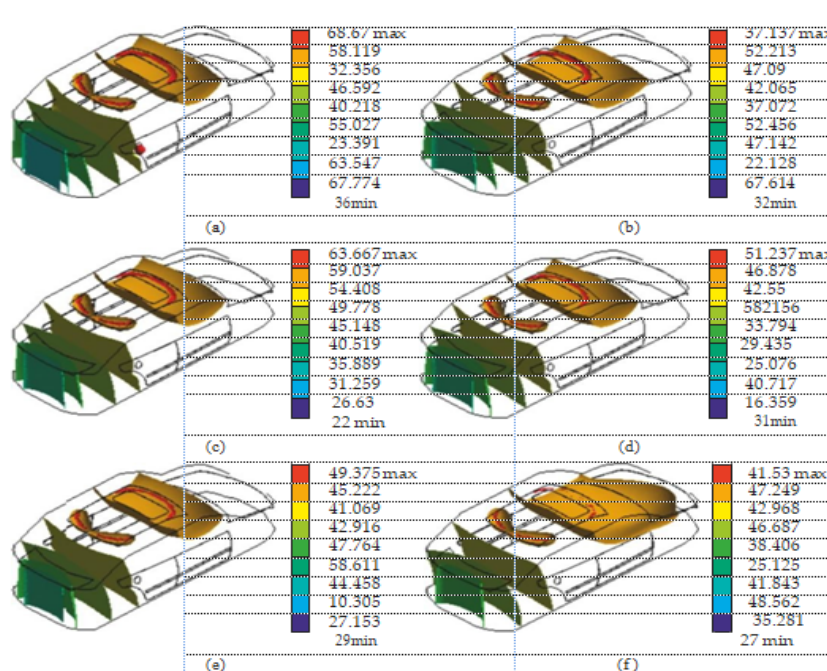 68.67 max
58.119
32.356
46.592
40.218
55.027
23.391
63.547
67.774
36min
(a)
37.137 max
52.213
47.09
42.065
37.072
52.456
47.142
22.128
67.614
32min
(b)
63.667 max
59.037
54.408
49.778
45.148
40.519
35.889
31.259
26.63
22 min
(c)
51.237 max
46.878
42.55
582156
33.794
29.435
25.076
40.717
16.359
31min
(d)
49.375 max
45.222
41.069
42.916
47.764
58.611
44.458
10.305
27.153
29min
(e)
41.53 max
47.249
42.968
46.687
38.406
25.125
41.843
48.562
35.281
27 min
(f)